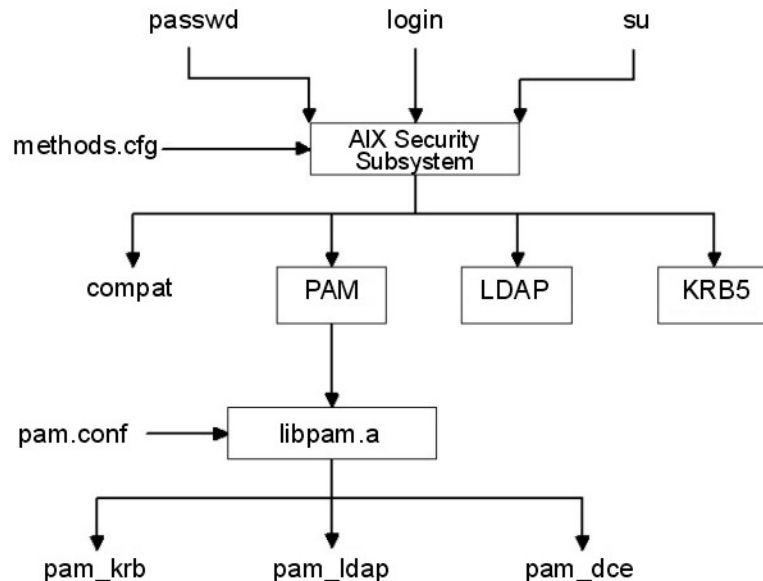 passwd
login
su
methods.cfg
AIX Security
Subsystem
compat
PAM
LDAP
KRB5
pam.conf
libpam.a
pam_krb
pam_ldap
pam_dce